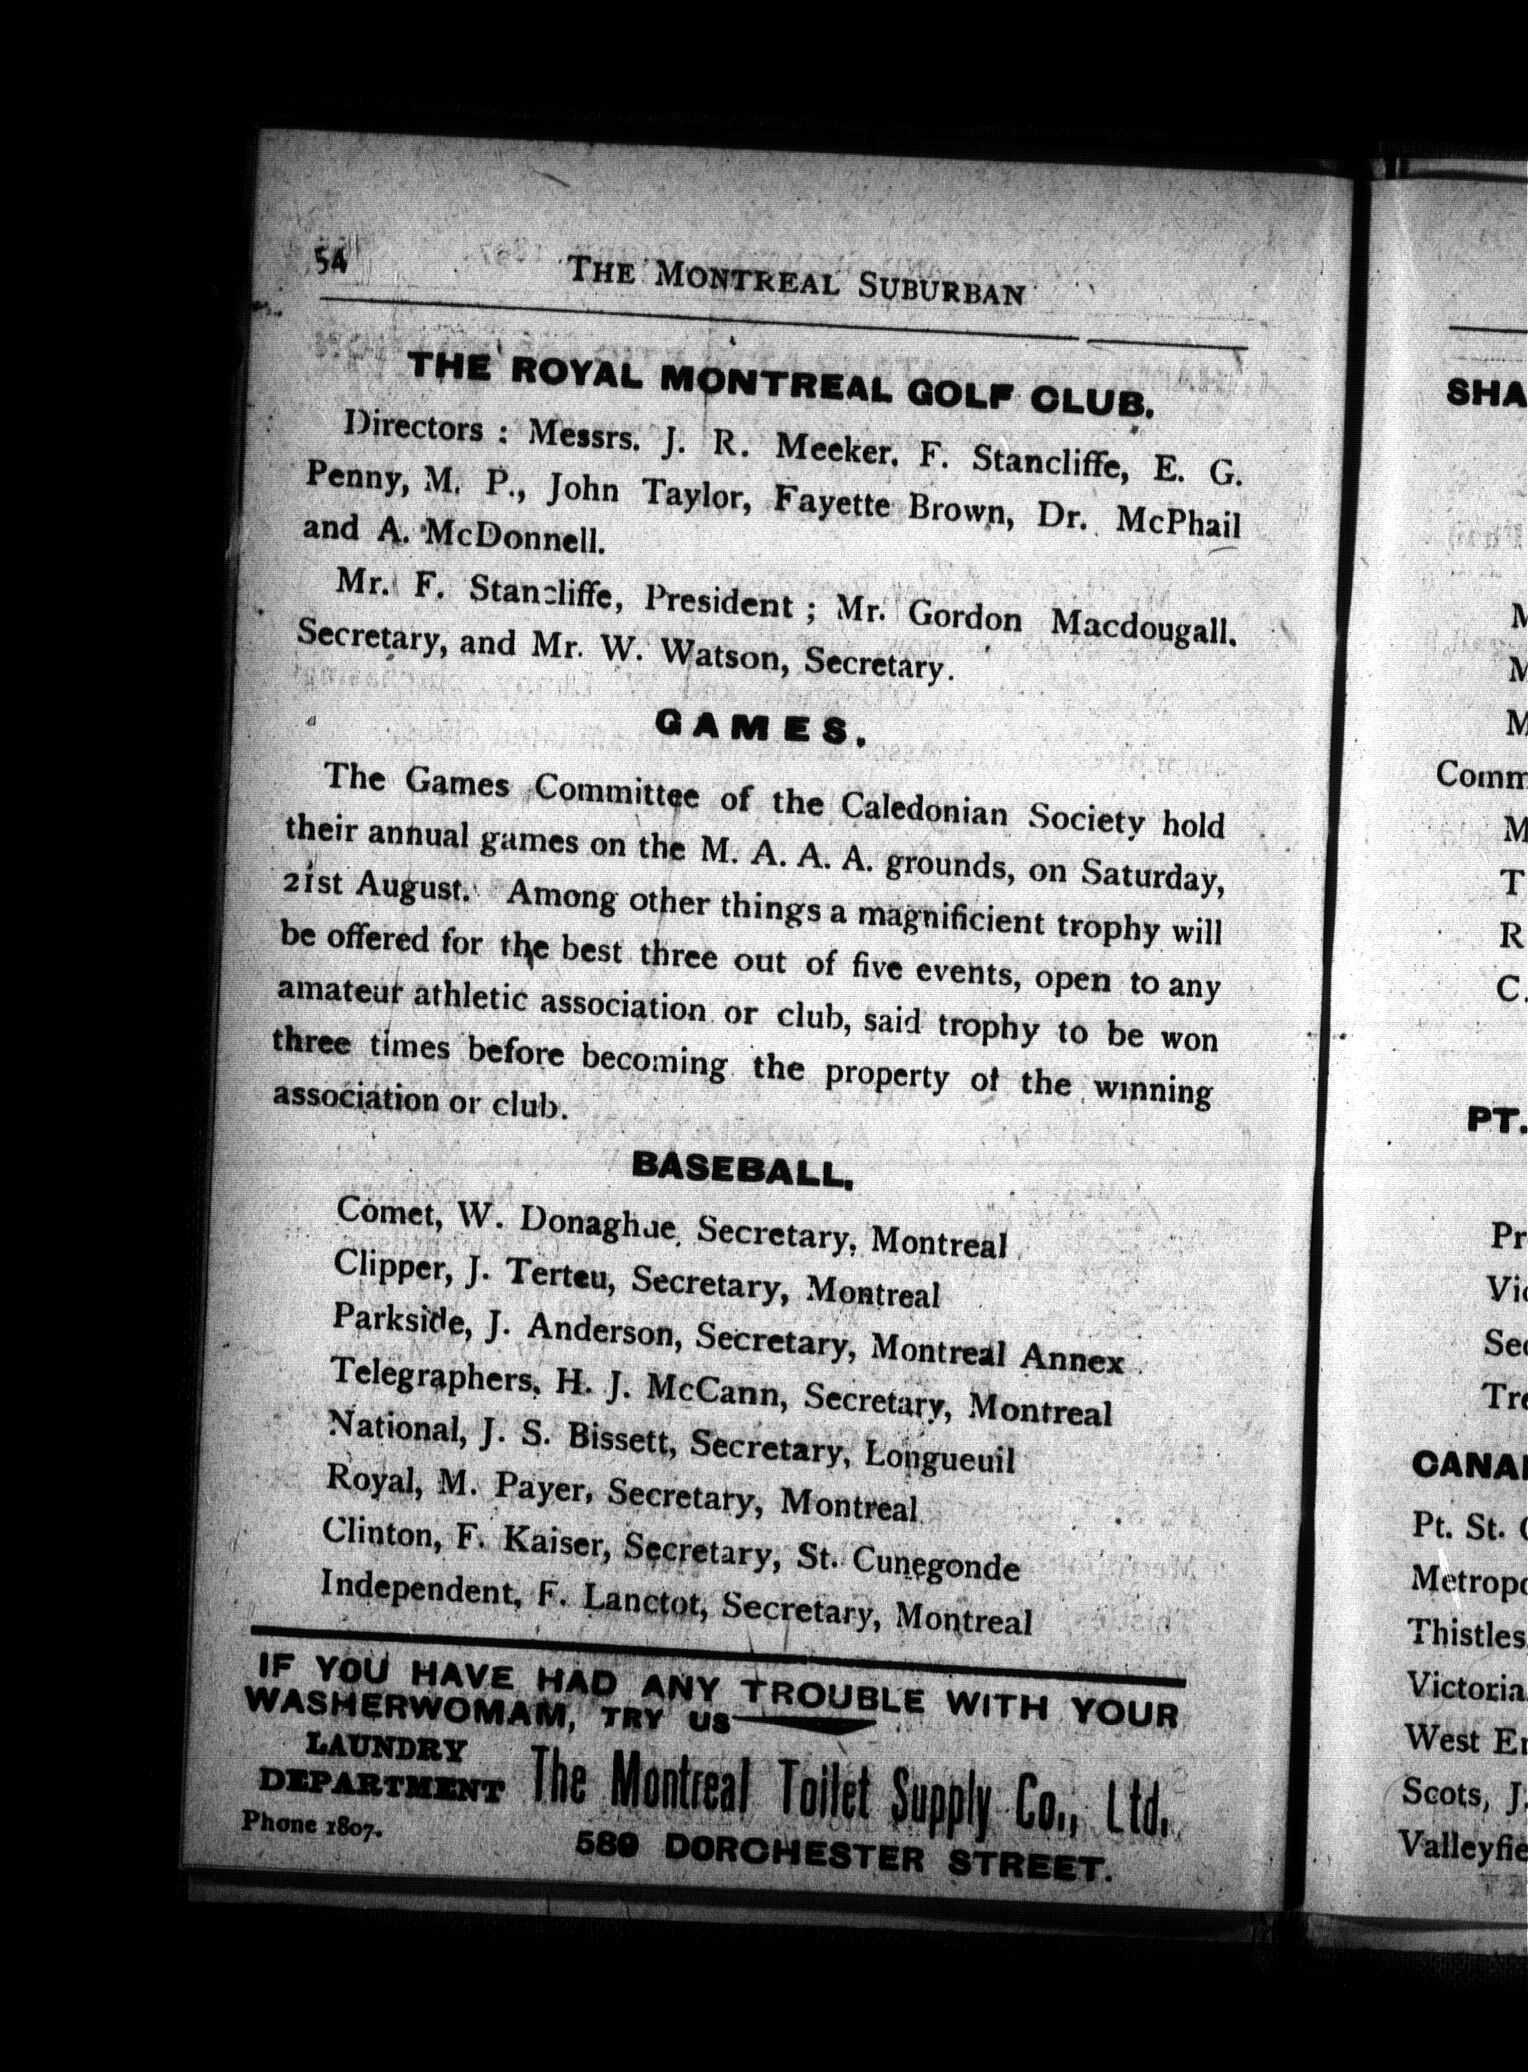 54
THE MONTREAL SUBURBAN
THE ROYAL MONTREAL GOLF CLUB.
Directors : Messrs. J. R. Meeker, F. Stancliffe, E. G.
Penny, M. P., John Taylor, Fayette Brown, Dr. McPhail
and A. McDonnell.
Mr. F. Stancliffe, President ; Mr. Gordon Macdougall.
Secretary, and Mr. W. Watson, Secretary.
GAMES.
The Games Committee of the Caledonian Society hold
their annual games on the M. A. A. A. grounds, on Saturday,
21st August. Among other things a magnificient trophy will
be offered for the best three out of five events, open to any
amateur athletic association or club, said trophy to be won
three times before becoming the property of the winning
association or club.
BASEBALL.
Comet, W. Donaghue, Secretary, Montreal
Clipper, J. Terteu, Secretary, Montreal
Parkside, J. Anderson, Secretary, Montreal Annex
Telegraphers, H. J. McCann, Secretary, Montreal
National, J. S. Bissett, Secretary, Longueuil
Royal, M. Payer, Secretary, Montreal
Clinton, F. Kaiser, Secretary, St. Cunegonde
Independent, F. Lanctot, Secretary, Montreal
IF YOU HAVE HAD ANY TROUBLE WITH YOUR
WASHERWOMAM, TRY US
LAUNDRY
DEPARTMENT
The Montreal Toilet Supply Co., Ltd.
Phone 1807.
589 DORCHESTER STREET.
SHA
M
M
M
Comm
M
T
R
C.
PT.
Pr
Vic
Sec
Tre
CANA
Pt. St.
Metropo
Thistles,
Victoria
West En
Scots, J.
Valleyfie